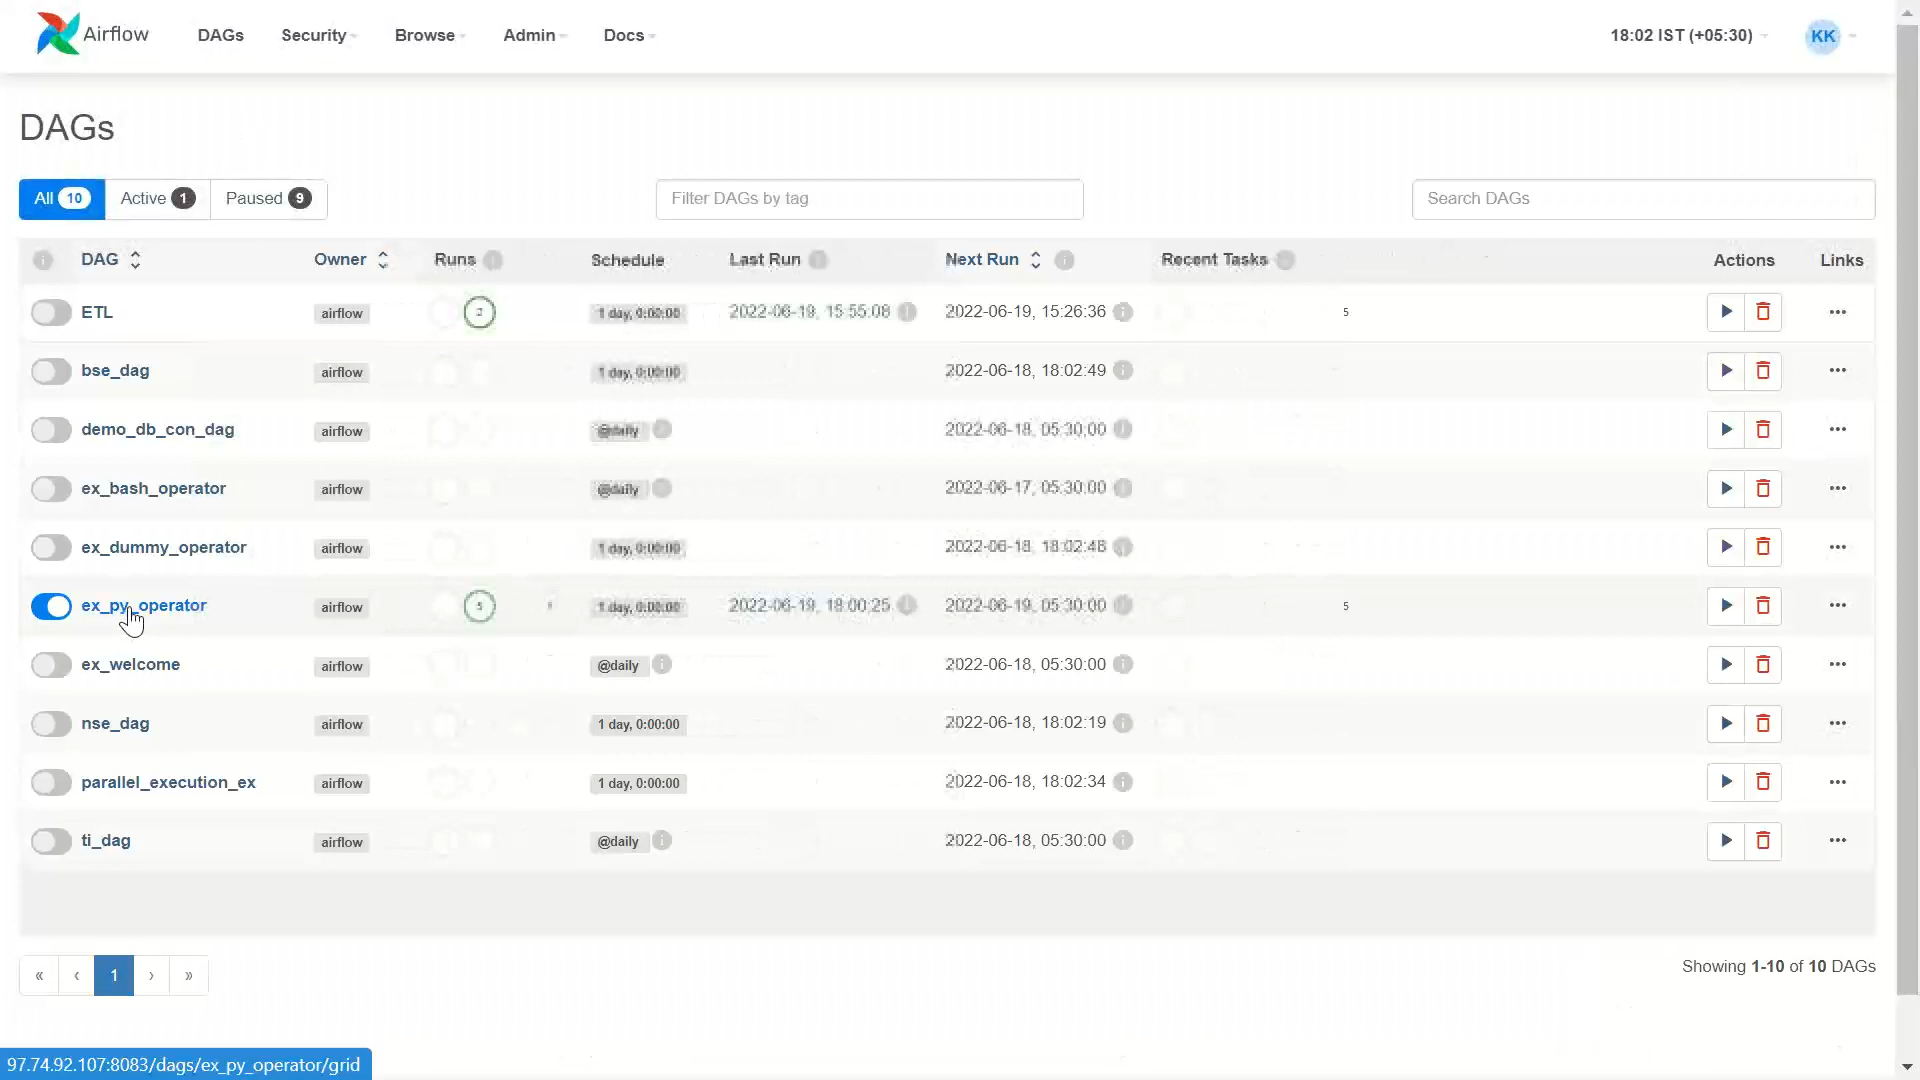 Airflow DAGs Security Browse Admin Docs 18:02 IST (+05:30) KK
DAGs
All 10 Active 1 Paused 9 Filter DAGs by tag Search DAGs
DAG Owner Runs Schedule Last Run Next Run Recent Tasks Actions Links
ETL airflow 2 1 day, 0:00:00 2022-06-19, 15:55:08 2022-06-19, 15:26:36 5
bse_dag airflow 1 day, 0:00:00 2022-06-18, 18:02:49
demo_db_con_dag airflow @daily 2022-06-18, 05:30:00
ex_bash_operator airflow @daily 2022-06-17, 05:30:00
ex_dummy_operator airflow 1 day, 0:00:00 2022-06-18, 18:02:48
ex_py_operator airflow 5 1 day, 0:00:00 2022-06-19, 18:00:25 2022-06-19, 05:30:00 5
ex_welcome airflow @daily 2022-06-18, 05:30:00
nse_dag airflow 1 day, 0:00:00 2022-06-18, 18:02:19
parallel_execution_ex airflow 1 day, 0:00:00 2022-06-18, 18:02:34
ti_dag airflow @daily 2022-06-18, 05:30:00
« ‹ 1 › »
Showing 1-10 of 10 DAGs
97.74.92.107:8083/dags/ex_py_operator/grid